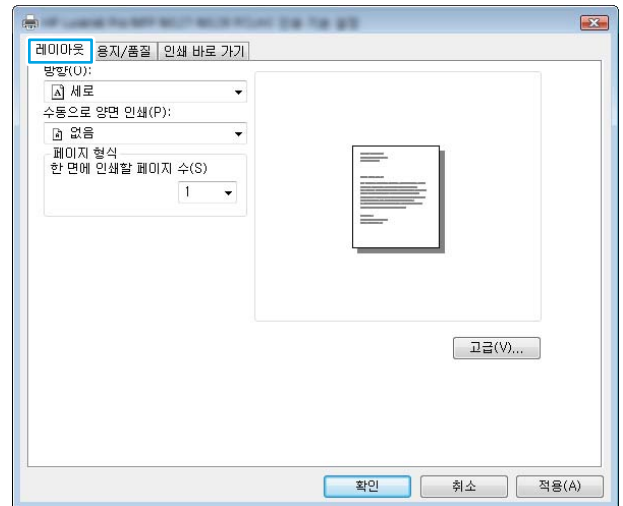 레이아웃 용지/품질 인쇄 바로 가기
방향(O):
세로
수동으로 양면 인쇄(P):
없음
페이지 형식
한 면에 인쇄할 페이지 수(S)
1
고급(V)...
확인 취소 적용(A)